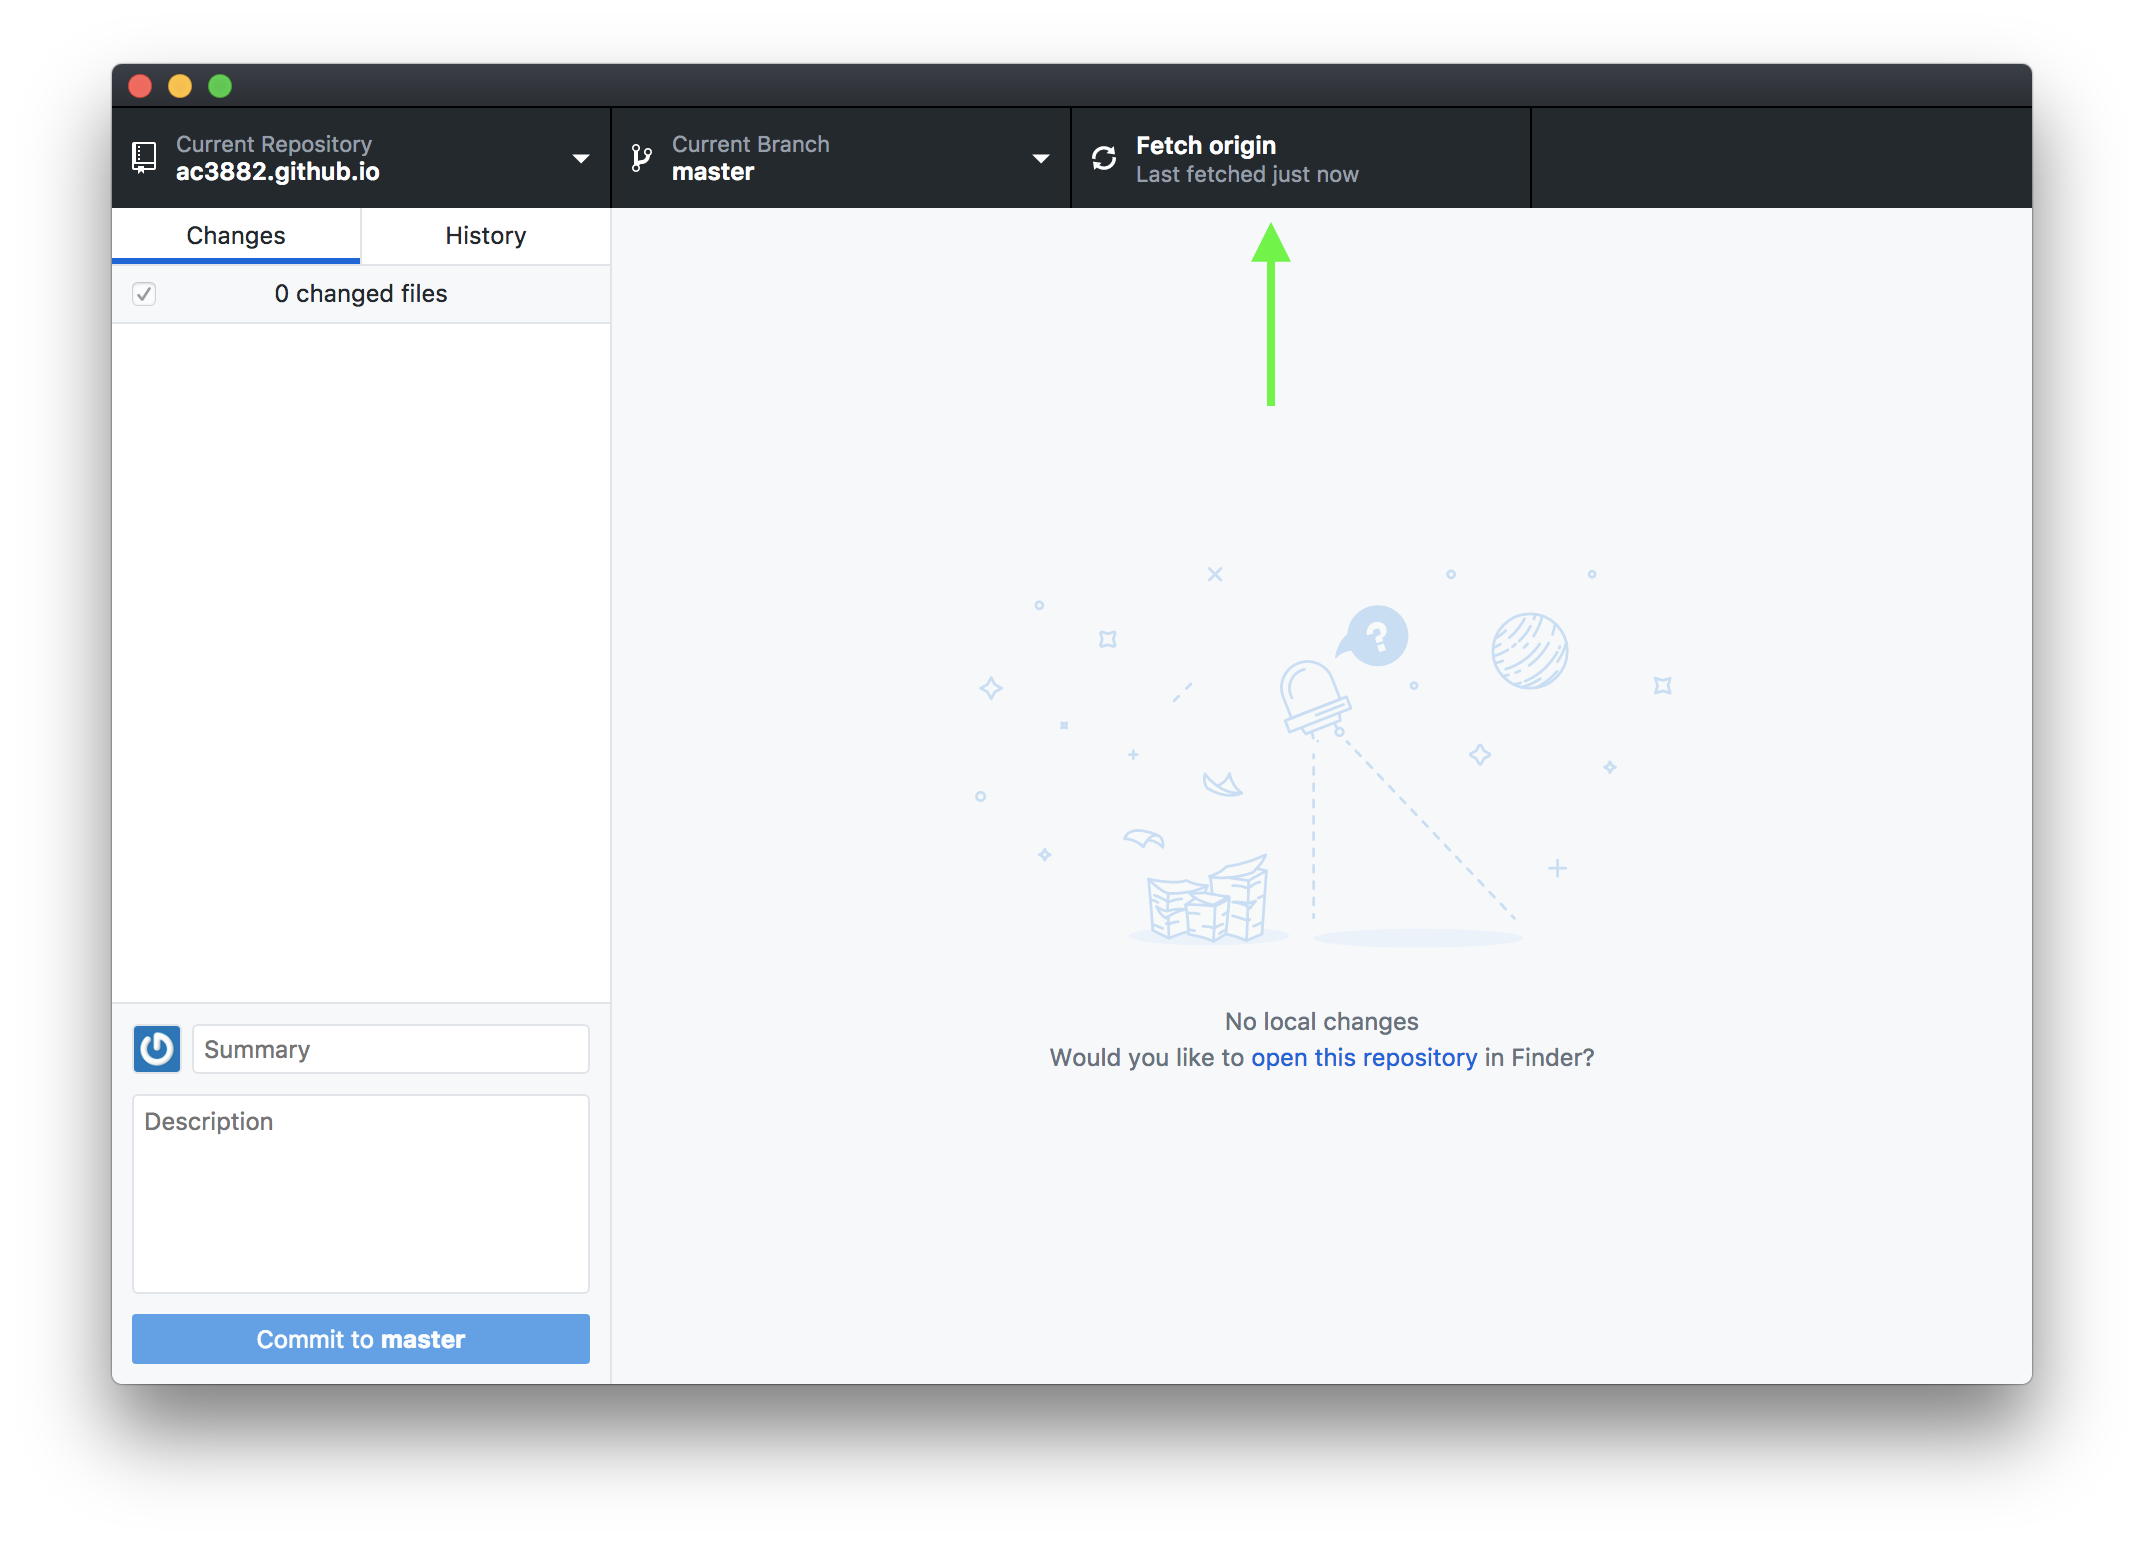 Current Repository
ac3882.github.io
Current Branch
master
Fetch origin
Last fetched just now
Changes
History
0 changed files
?
No local changes
Would you like to open this repository in Finder?
Summary
Description
Commit to master